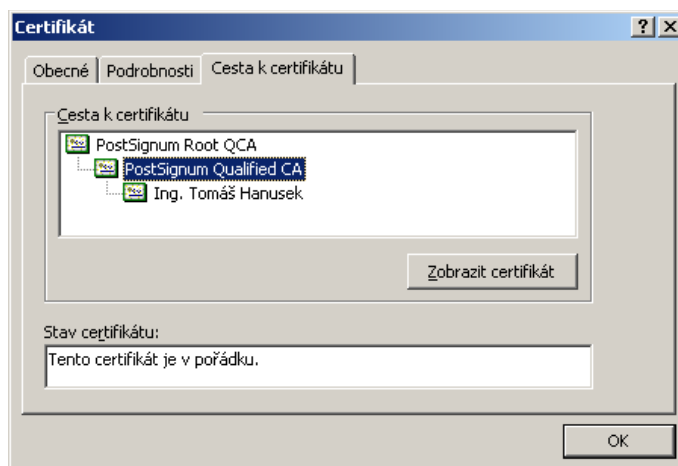 Certifikát
Obecné Podrobnosti Cesta k certifikátu
Cesta k certifikátu
PostSignum Root QCA
PostSignum Qualified CA
Ing. Tomáš Hanusek
Zobrazit certifikát
Stav certifikátu:
Tento certifikát je v pořádku.
OK